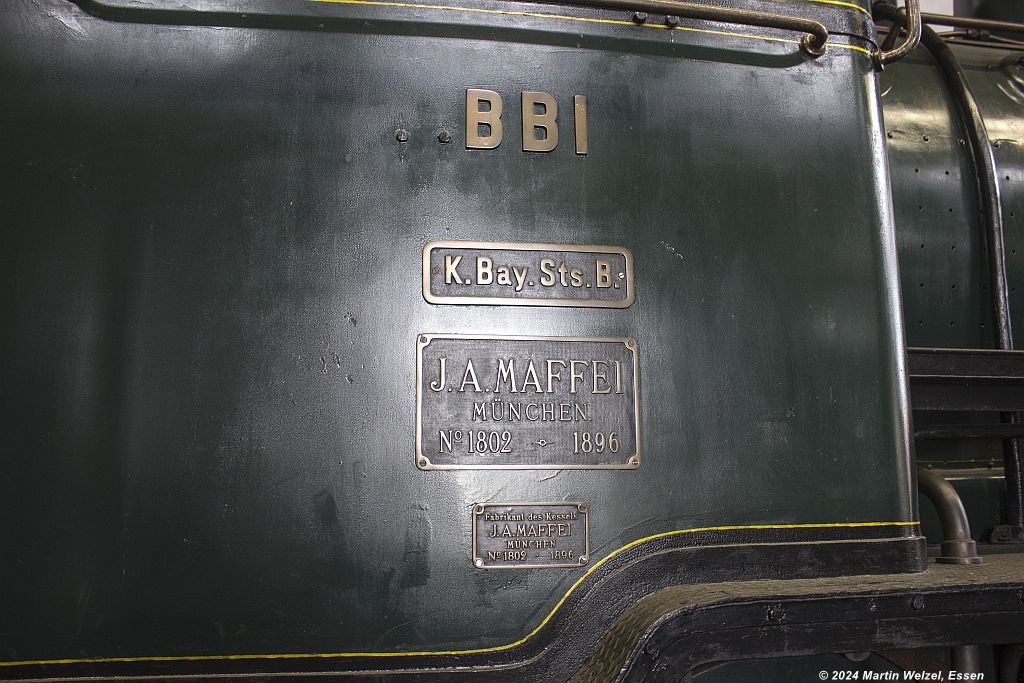 BBI
K.Bay.Sts.B.
J.A.MAFFEI
MÜNCHEN.
Nº 1802 - 1896
Fabrikant des Kessels
J.A.MAFFEI
MÜNCHEN
Nº 1802 · 1896
© 2024 Martin Welzel, Essen